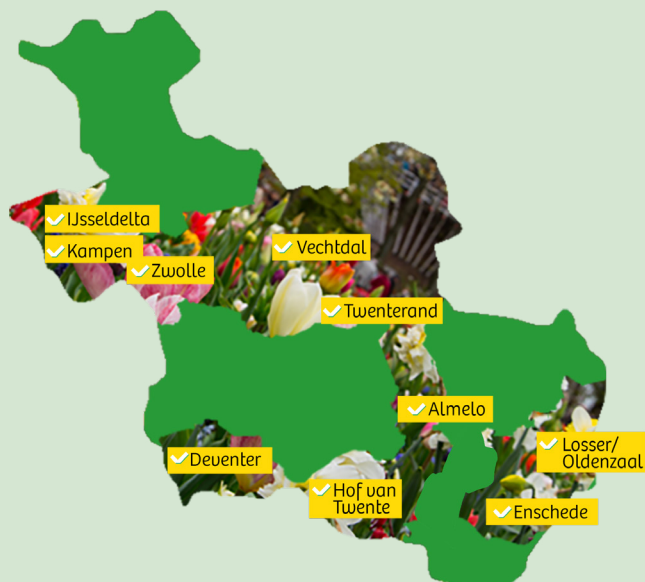 IJsseldelta
Kampen
Zwolle
Vechtdal
Twenterand
Almelo
Losser/
Oldenzaal
Deventer
Hof van
Twente
Enschede